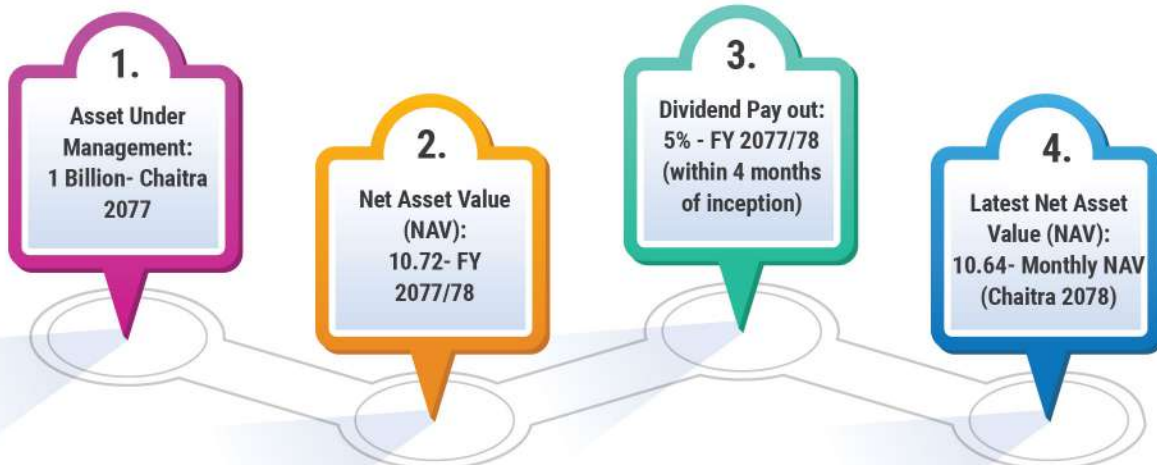 1.
Asset Under
Management:
1 Billion- Chaitra
2077
2.
Net Asset Value
(NAV):
10.72- FY
2077/78
3.
Dividend Pay out:
5% - FY 2077/78
(within 4 months
of inception)
4.
Latest Net Asset
Value (NAV):
10.64- Monthly NAV
(Chaitra 2078)